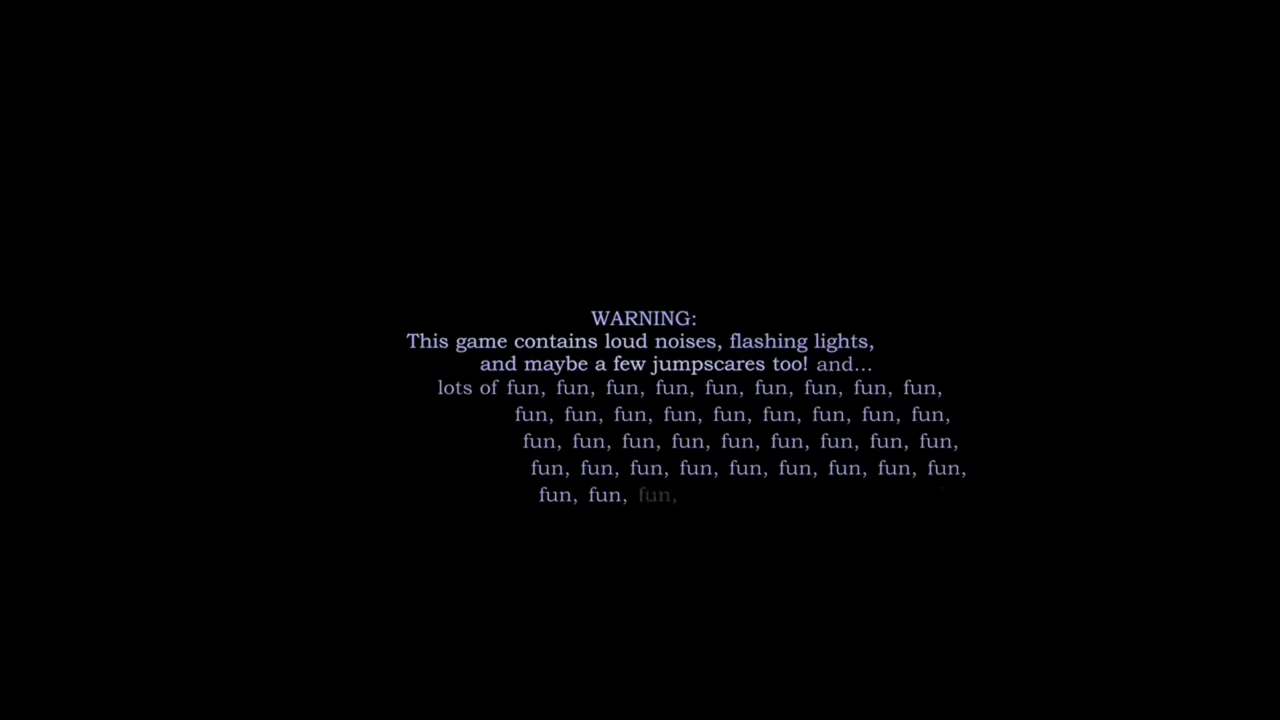 WARNING:
This game contains loud noises, flashing lights,
and maybe a few jumpscares too! and...
lots of fun, fun, fun, fun, fun, fun, fun, fun, fun,
fun, fun, fun, fun, fun, fun, fun, fun, fun,
fun, fun, fun, fun, fun, fun, fun, fun, fun,
fun, fun, fun, fun, fun, fun, fun, fun, fun,
fun, fun, fun,